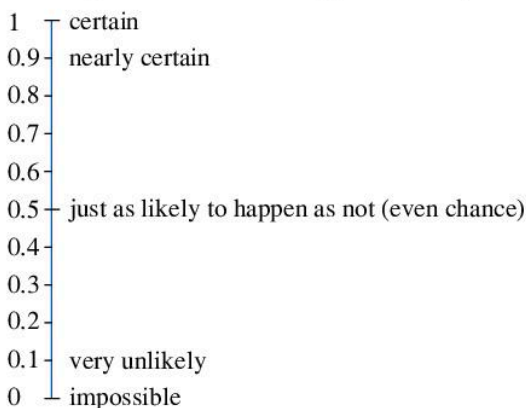 1 certain
0.9 nearly certain
0.8
0.7
0.6
0.5 just as likely to happen as not (even chance)
0.4
0.3
0.2
0.1 very unlikely
0 impossible